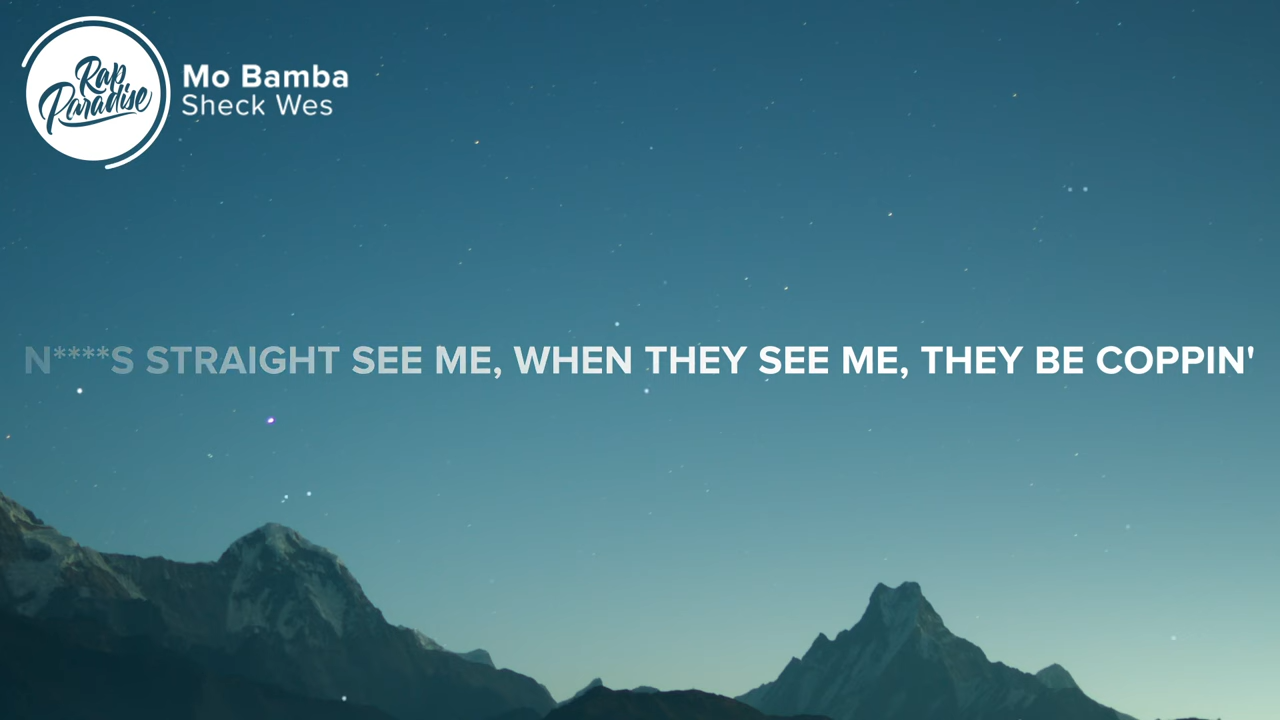 Rap
Paradise
Mo Bamba
Sheck Wes
N****S STRAIGHT SEE ME, WHEN THEY SEE ME, THEY BE COPPIN'